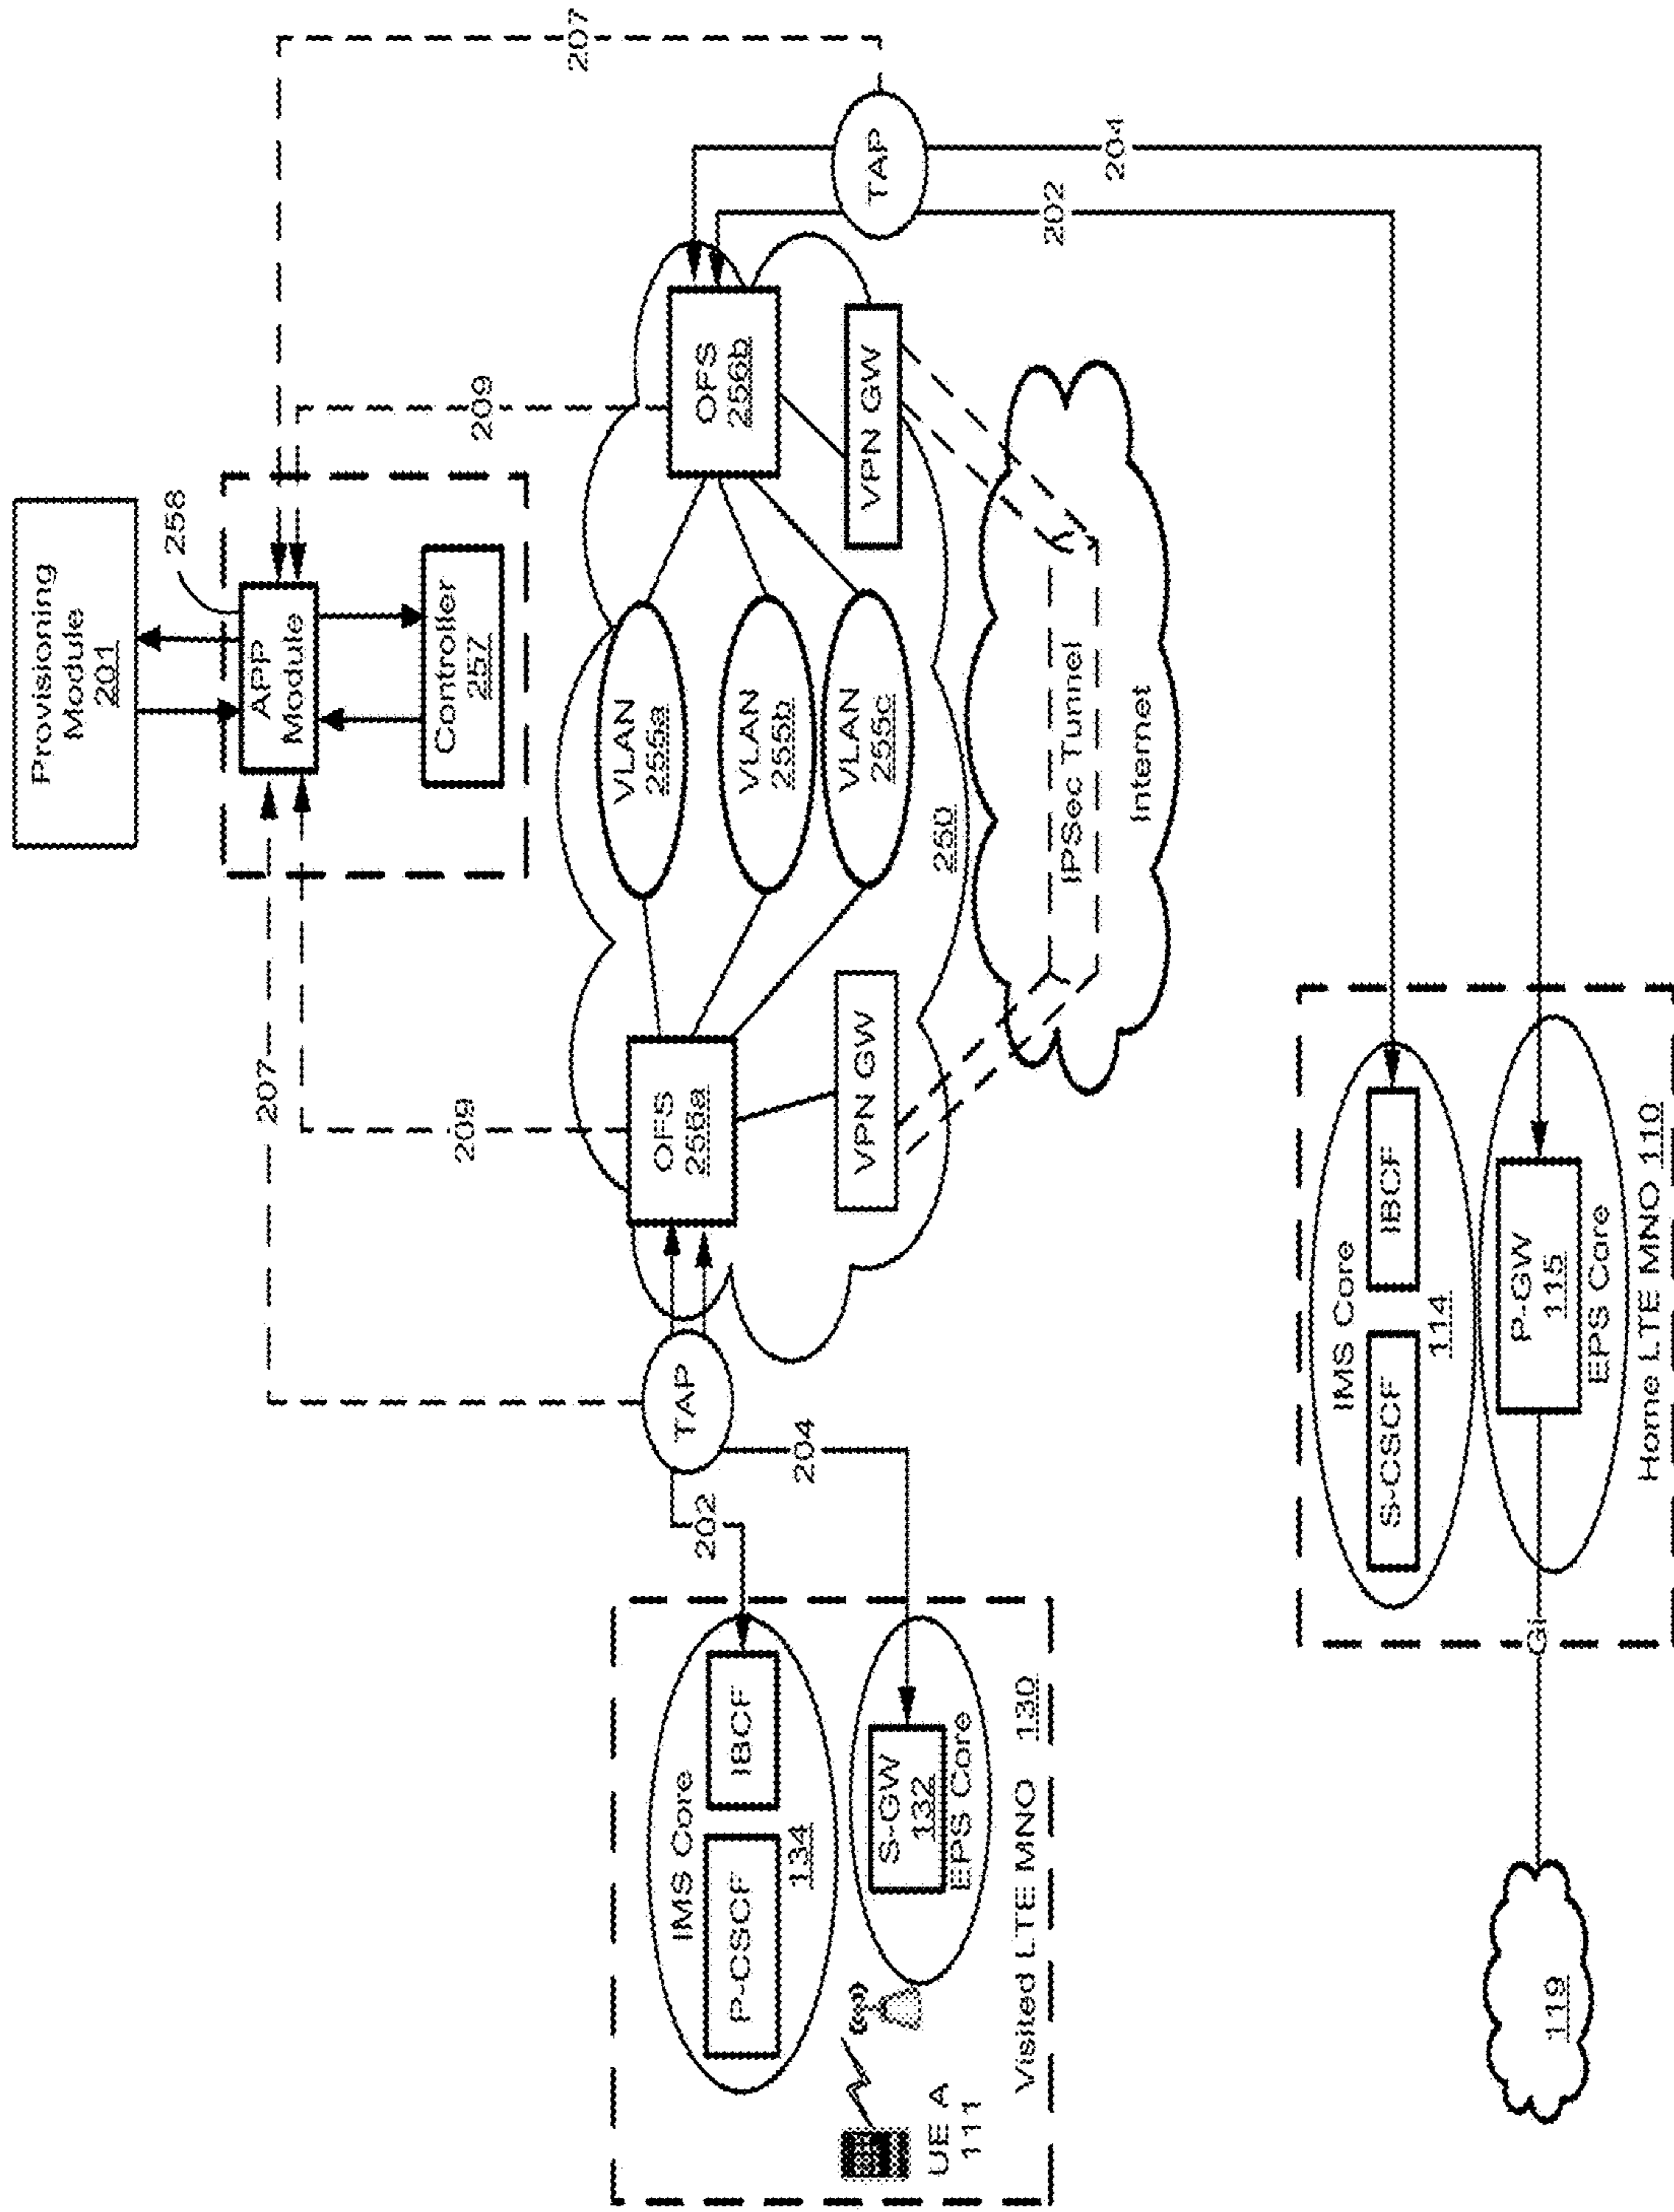 Provisioning
Module
201
258
APP
Module
Controller
257
207
207
209
209
OFS
256a
OFS
256b
VLAN
255a
VLAN
255b
VLAN
255c
250
VPN GW
VPN GW
IPSec Tunnel
Internet
TAP
TAP
202
204
202
204
IMS Core
P-CSCF
IBCF
134
S-GW
132
EPS Core
UE A
111
Visited LTE MNO 130
IMS Core
S-CSCF
IBCF
114
P-GW
115
EPS Core
Home LTE MNO 110
Gi
119